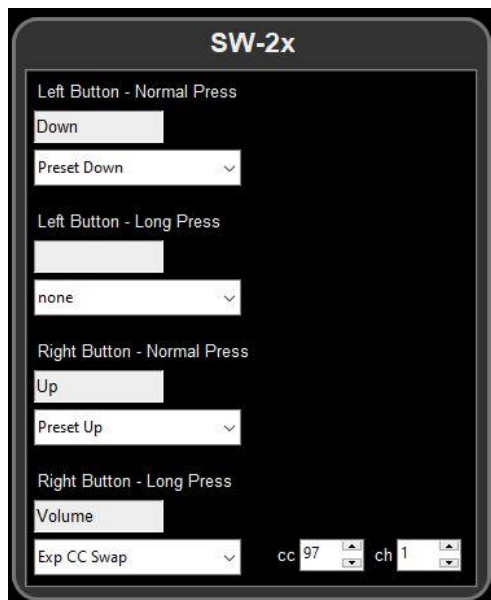 SW-2x
Left Button - Normal Press
Down
Preset Down
Left Button - Long Press
none
Right Button - Normal Press
Up
Preset Up
Right Button - Long Press
Volume
Exp CC Swap cc 97 ch 1